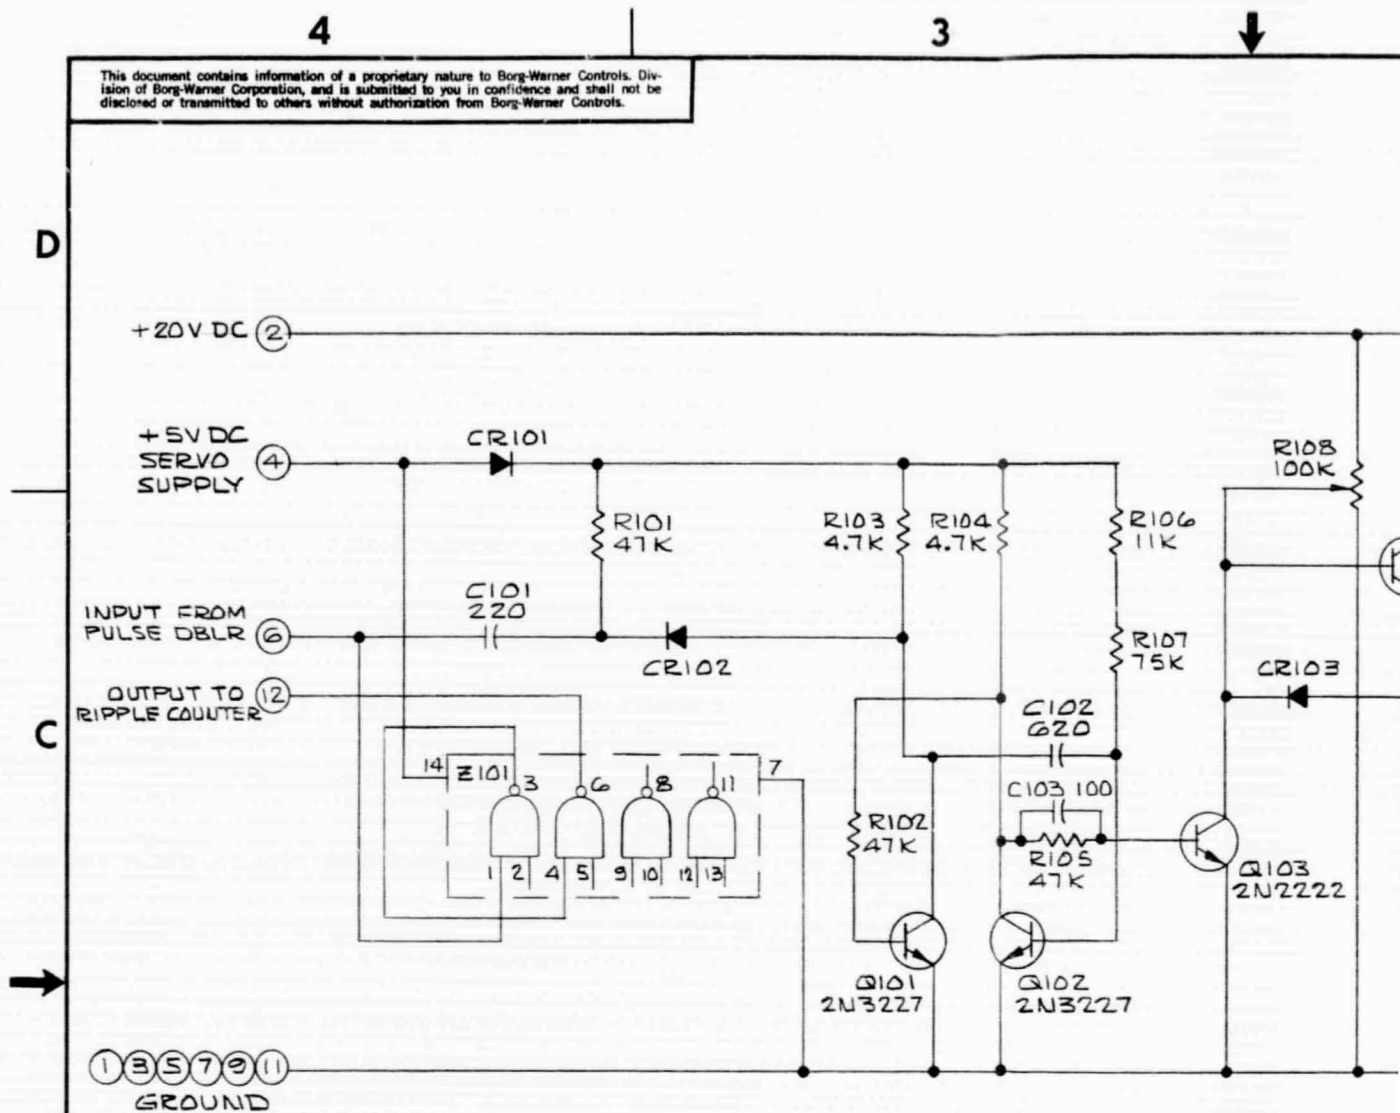 4
3
This document contains information of a proprietary nature to Borg-Warner Controls. Div-
ision of Borg-Warner Corporation, and is submitted to you in confidence and shall not be
disclosed or transmitted to others without authorization from Borg-Warner Controls.
D
+20V DC 2
+5V DC
SERVO 4
SUPPLY
CR101
R108
100K
R101
47K
R103
4.7K
R104
4.7K
R106
11K
C101
220
INPUT FROM
PULSE DBLR 6
CR102
R107
75K
CR103
OUTPUT TO 12
RIPPLE COUNTER
C
C102
620
14
Z101
3
6
8
11
7
C103 100
R102
47K
R105
47K
1 2 4 5 9 10 12 13
Q103
2N2222
Q101
2N3227
Q102
2N3227
1 3 5 7 9 11
GROUND